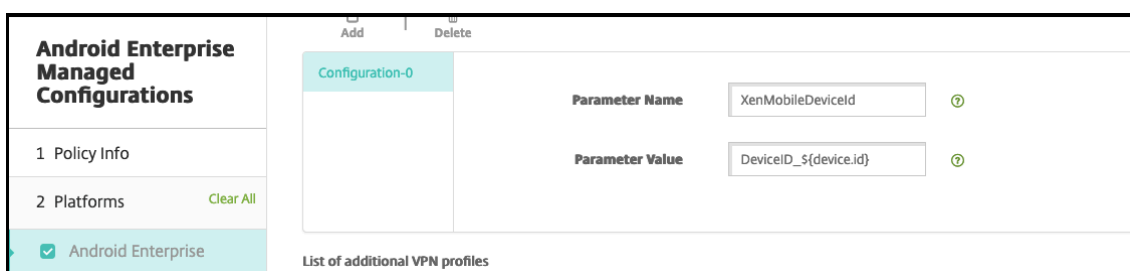 Android Enterprise
Managed
Configurations
1 Policy Info
2 Platforms
Clear All
Android Enterprise
Add
Delete
Configuration-0
Parameter Name
XenMobileDeviceId
Parameter Value
DeviceID_${device.id}
List of additional VPN profiles